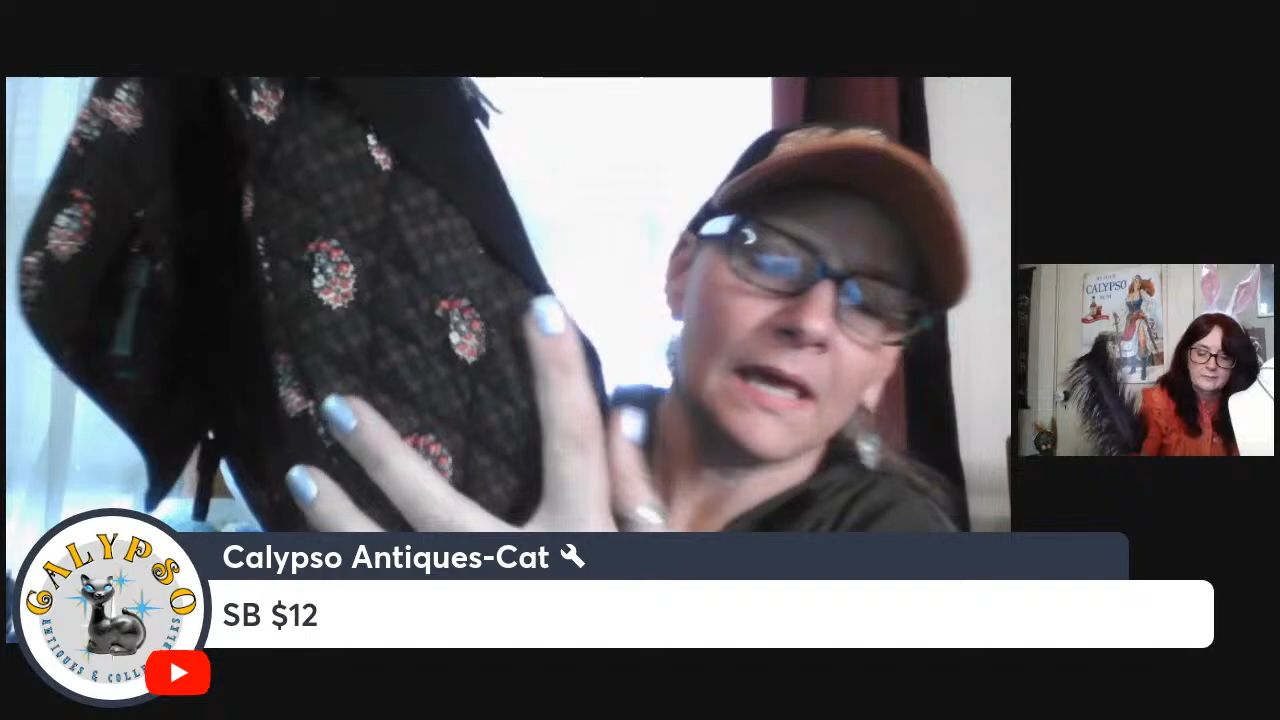 CALYPSO
Calypso Antiques-Cat
SB $12
CALYPSO
ANTIQUES & COLLECTIBLES